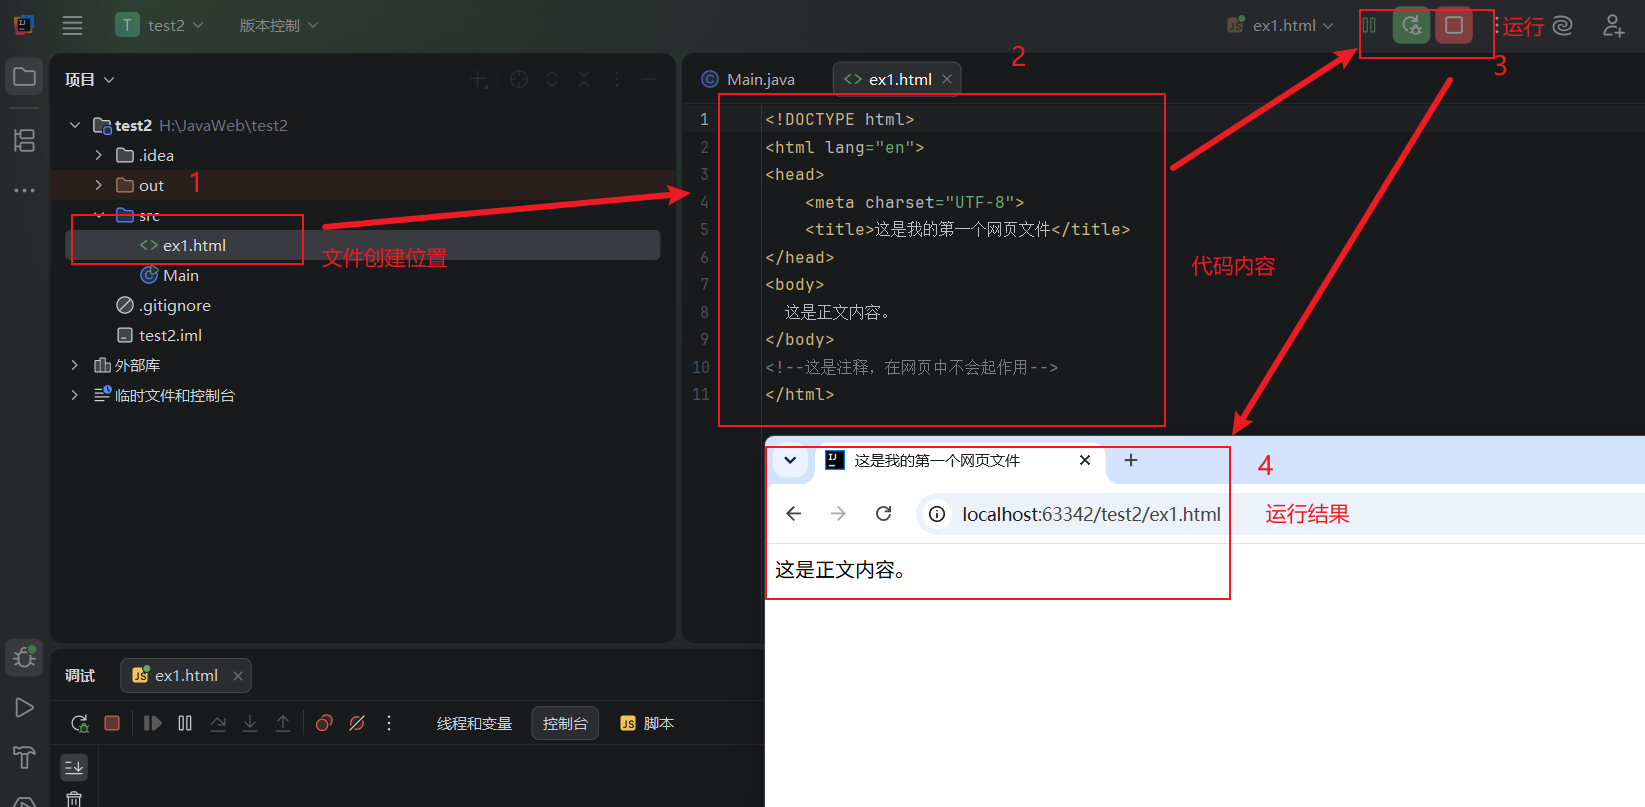 T test2 版本控制
ex1.html
运行
项目
Main.java
ex1.html
2
3
test2 H:\JavaWeb\test2
.idea
out
1
src
ex1.html
文件创建位置
Main
.gitignore
test2.iml
外部库
临时文件和控制台
1 <!DOCTYPE html>
2 <html lang="en">
3 <head>
4 <meta charset="UTF-8">
5 <title>这是我的第一个网页文件</title>
6 </head>
7 <body>
8 这是正文内容。
9 </body>
10 <!--这是注释，在网页中不会起作用-->
11 </html>
代码内容
这是我的第一个网页文件
4
localhost:63342/test2/ex1.html
运行结果
这是正文内容。
调试 JS ex1.html
线程和变量 控制台 JS 脚本